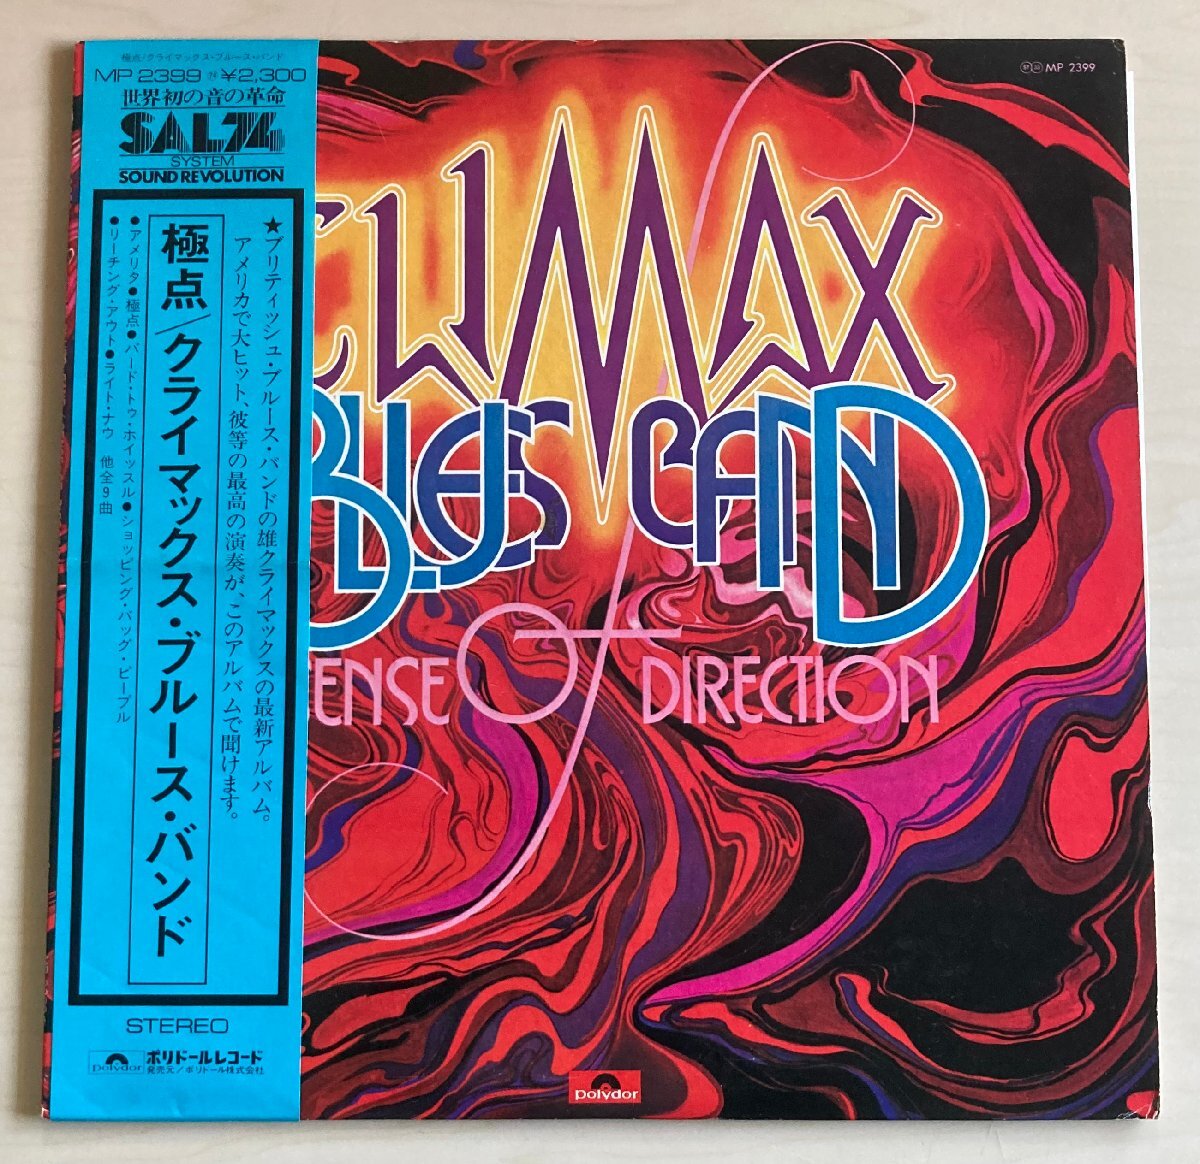 極点/クライマックス・ブルース・バンド
MP 2399 ¥2,300
世界初の音の革命
SAL74
SYSTEM
SOUND REVOLUTION
★ブリティッシュ・ブルース・バンドの雄クライマックスの最新アルバム。
アメリカで大ヒット、彼等の最高の演奏が、このアルバムで聞けます。
極点/クライマックス・ブルース・バンド
●アメリタ●極点●バード・トゥ・ホイッスル●ショッピング・バッグ・ピープル
●リーチング・アウト●ライト・ナウ 他全9曲
STEREO
polydor
ポリドールレコード
発売元/ポリドール株式会社
MP 2399
CLIMAX
BLUES BAND
SENSE OF DIRECTION
polydor